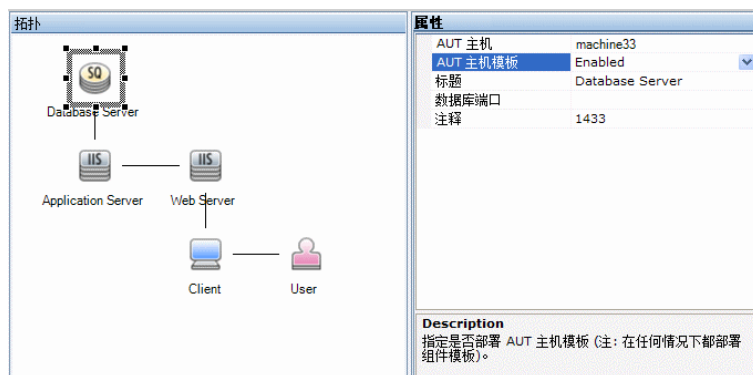 拓扑
SQ
Database Server
IIS
IIS
Application Server
Web Server
Client
User
属性
AUT 主机 machine33
AUT 主机模板 Enabled
标题 Database Server
数据库端口
注释 1433
Description
指定是否部署 AUT 主机模板 (注: 在任何情况下都部署
组件模板)。